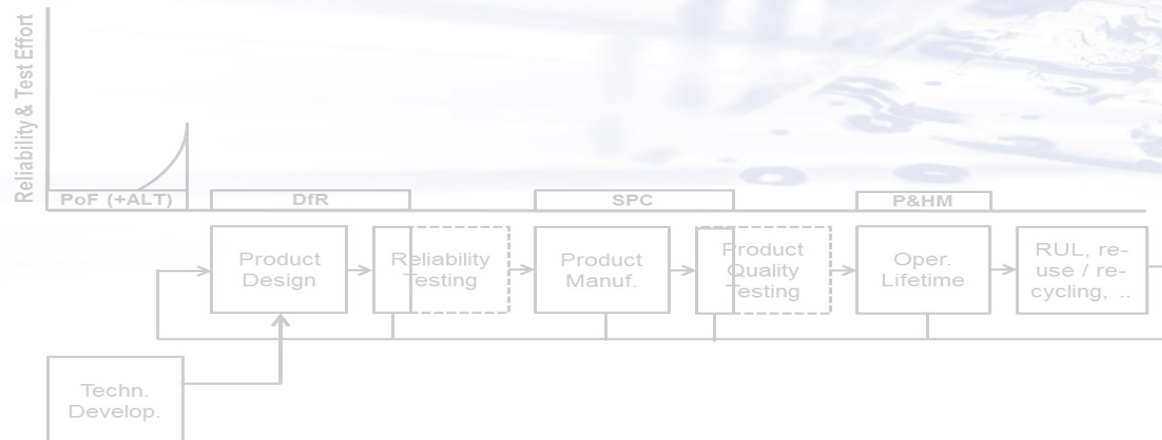 Reliability & Test Effort
PoF (+ALT)
DfR
SPC
P&HM
Product
Design
Reliability
Testing
Product
Manuf.
Product
Quality
Testing
Oper.
Lifetime
RUL, re-
use / re-
cycling, ..
Techn.
Develop.